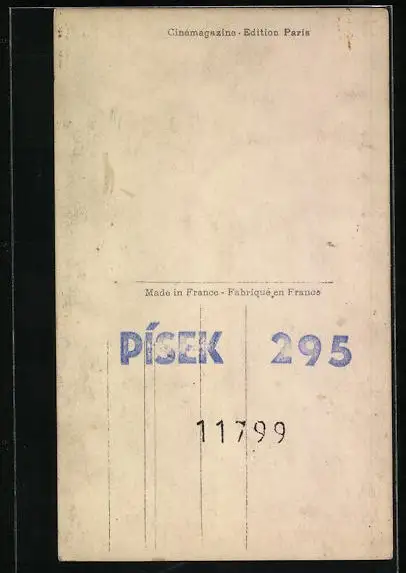 Cinémagazine - Edition Paris
Made in France - Fabriqué en France
PÍSEK 295
11799